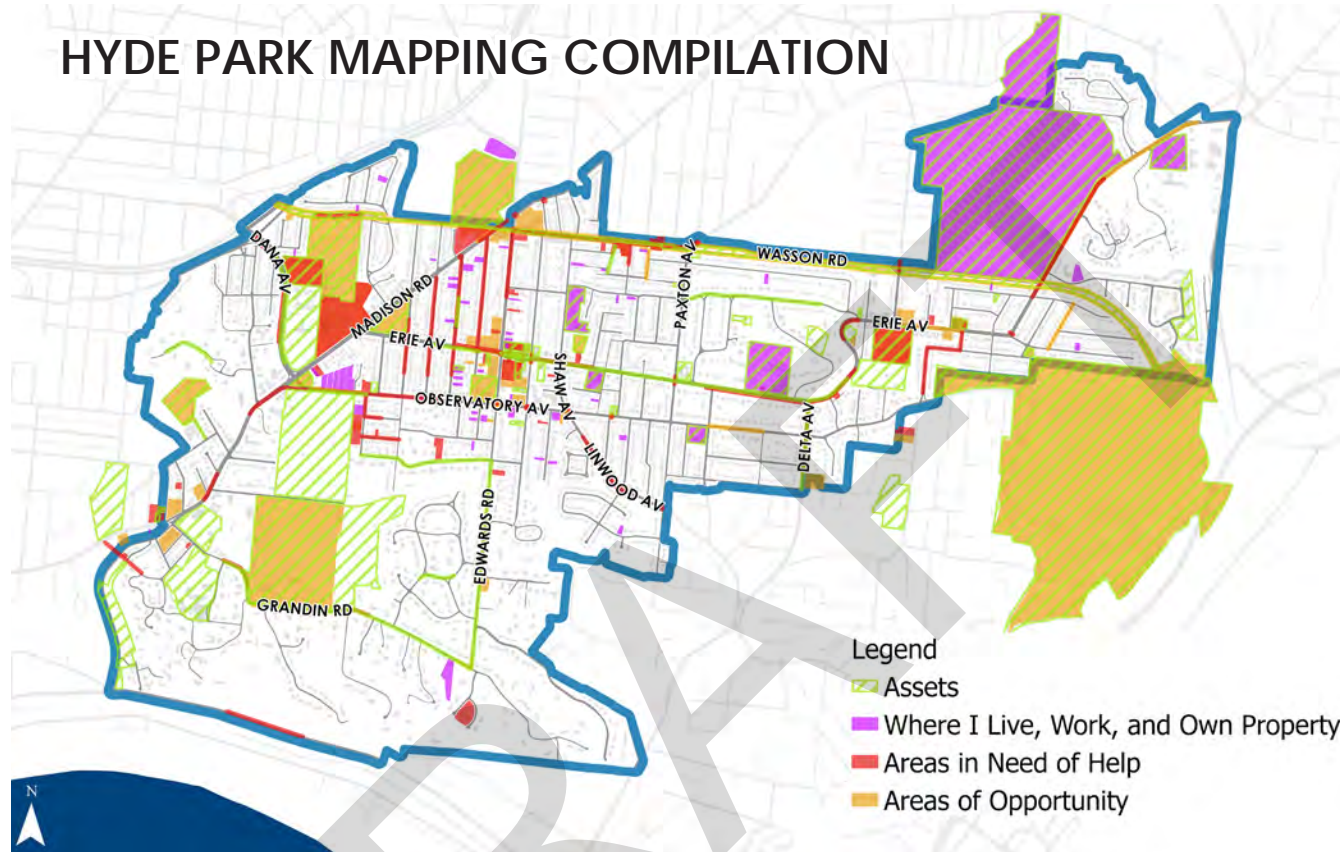 HYDE PARK MAPPING COMPILATION
DANA AV
MADISON RD
WASSON RD
PAXTON AV
ERIE AV
ERIE AV
SHAW AV
OBSERVATORY AV
DELTA AV
LINWOOD AV
EDWARDS RD
GRANDIN RD
Legend
Assets
Where I Live, Work, and Own Property
Areas in Need of Help
Areas of Opportunity
N
DRAFT